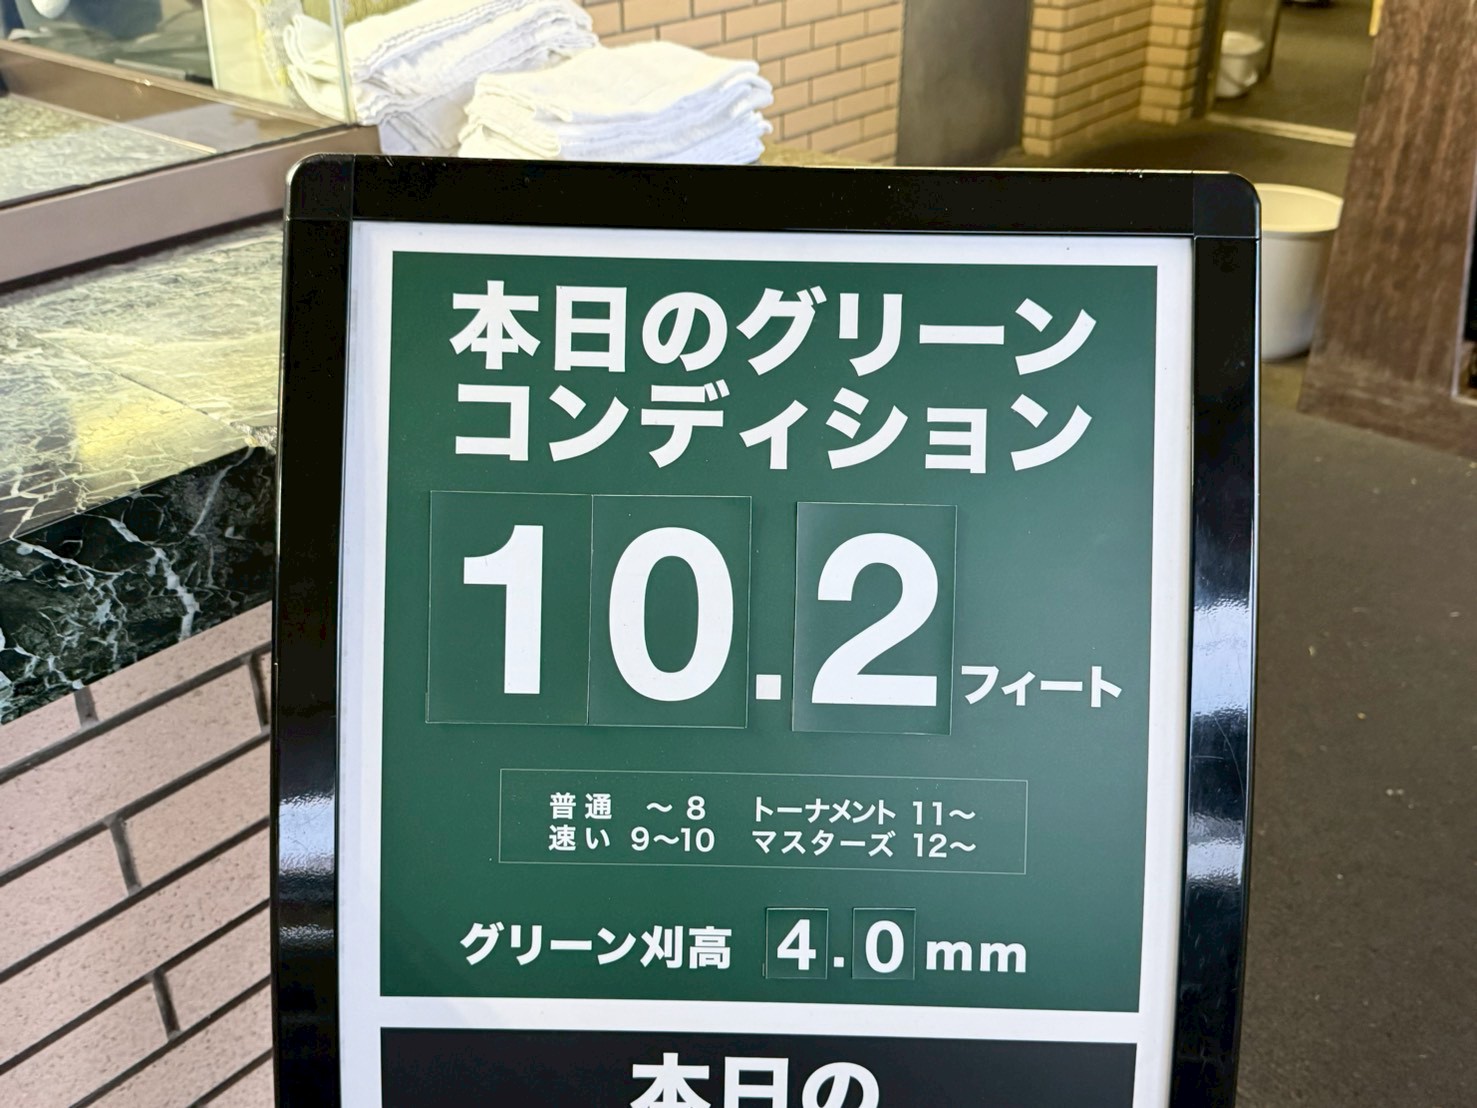 本日のグリーン
コンディション
10.2フィート
普通 ～8 トーナメント 11～
速い 9～10 マスターズ 12～
グリーン刈高 4.0mm
本日の